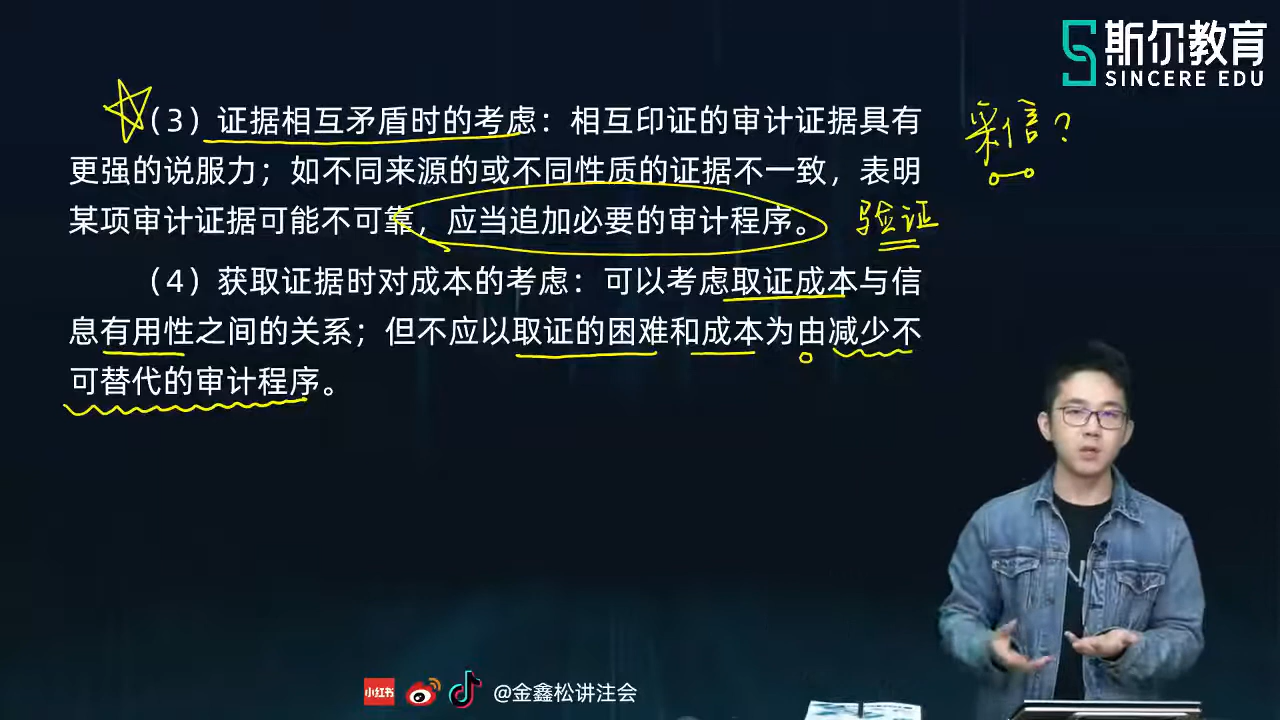 斯尔教育
SINCERE EDU
（3）证据相互矛盾时的考虑：相互印证的审计证据具有
更强的说服力；如不同来源的或不同性质的证据不一致，表明
某项审计证据可能不可靠，应当追加必要的审计程序。
采信？
验证
（4）获取证据时对成本的考虑：可以考虑取证成本与信
息有用性之间的关系；但不应以取证的困难和成本为由减少不
可替代的审计程序。
N
小红书
@金鑫松讲注会